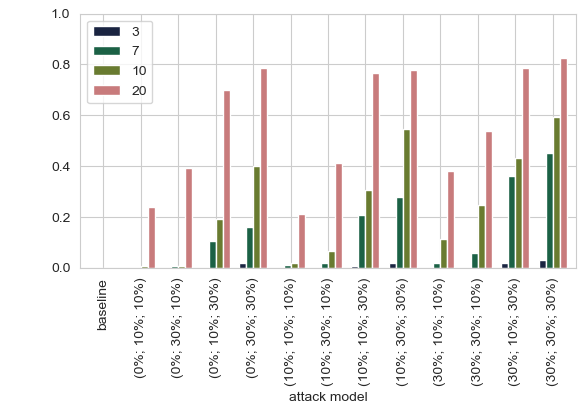 1.0
0.8
0.6
0.4
0.2
0.0
3
7
10
20
baseline
(0%; 10%; 10%)
(0%; 30%; 10%)
(0%; 10%; 30%)
(0%; 30%; 30%)
(10%; 10%; 10%)
(10%; 30%; 10%)
(10%; 10%; 30%)
(10%; 30%; 30%)
(30%; 10%; 10%)
(30%; 30%; 10%)
(30%; 10%; 30%)
(30%; 30%; 30%)
attack model